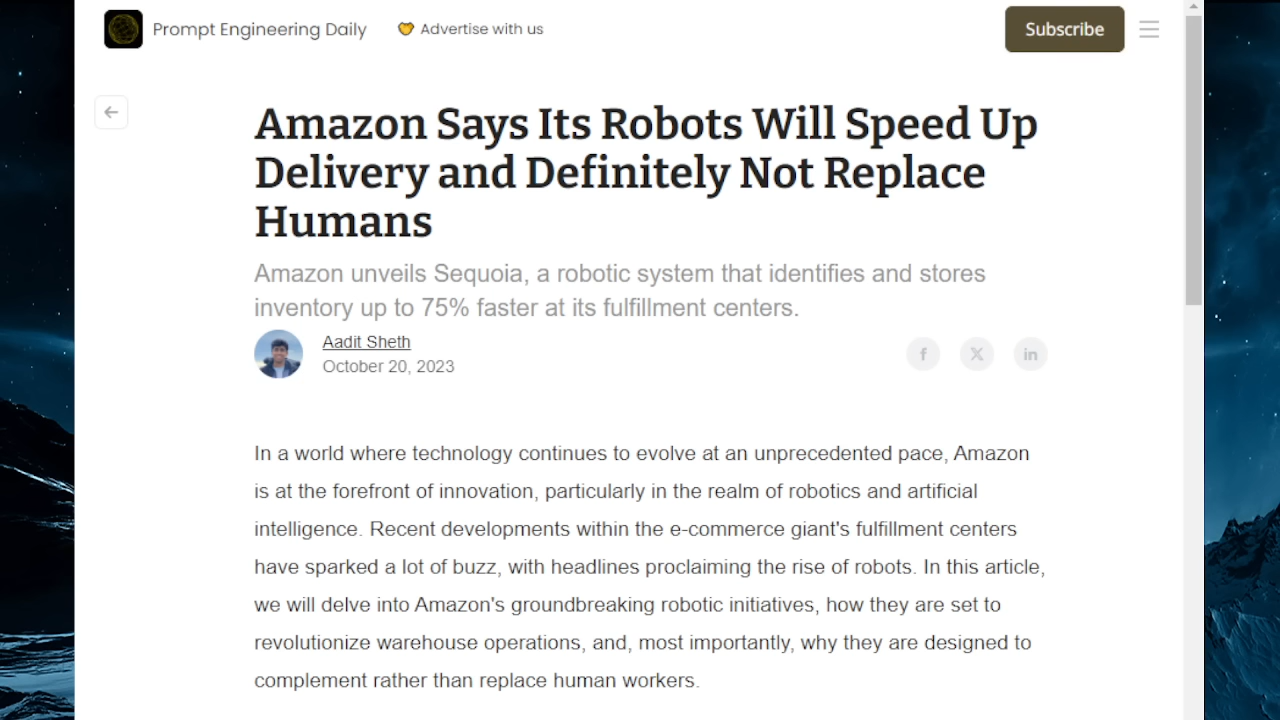 Prompt Engineering Daily
Advertise with us
Subscribe
Amazon Says Its Robots Will Speed Up
Delivery and Definitely Not Replace
Humans
Amazon unveils Sequoia, a robotic system that identifies and stores
inventory up to 75% faster at its fulfillment centers.
Aadit Sheth
October 20, 2023
In a world where technology continues to evolve at an unprecedented pace, Amazon
is at the forefront of innovation, particularly in the realm of robotics and artificial
intelligence. Recent developments within the e-commerce giant's fulfillment centers
have sparked a lot of buzz, with headlines proclaiming the rise of robots. In this article,
we will delve into Amazon's groundbreaking robotic initiatives, how they are set to
revolutionize warehouse operations, and, most importantly, why they are designed to
complement rather than replace human workers.